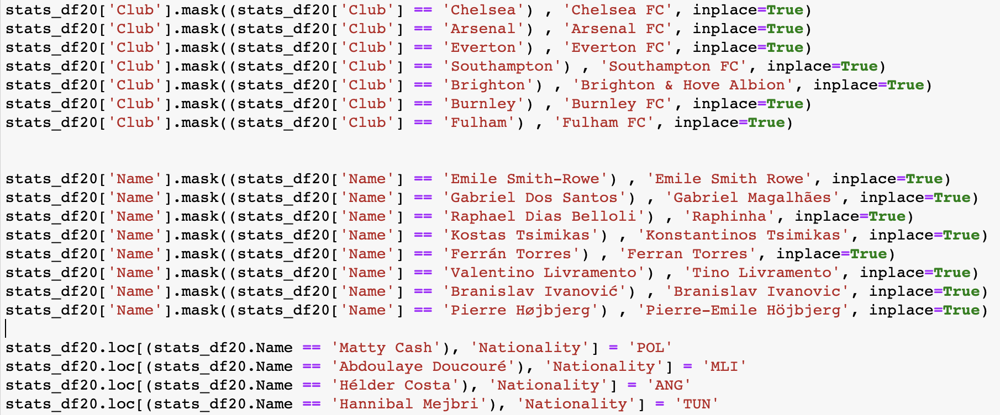 stats_df20['Club'].mask((stats_df20['Club'] == 'Chelsea') , 'Chelsea FC', inplace=True)
stats_df20['Club'].mask((stats_df20['Club'] == 'Arsenal') , 'Arsenal FC', inplace=True)
stats_df20['Club'].mask((stats_df20['Club'] == 'Everton') , 'Everton FC', inplace=True)
stats_df20['Club'].mask((stats_df20['Club'] == 'Southampton') , 'Southampton FC', inplace=True)
stats_df20['Club'].mask((stats_df20['Club'] == 'Brighton') , 'Brighton & Hove Albion', inplace=True)
stats_df20['Club'].mask((stats_df20['Club'] == 'Burnley') , 'Burnley FC', inplace=True)
stats_df20['Club'].mask((stats_df20['Club'] == 'Fulham') , 'Fulham FC', inplace=True)
stats_df20['Name'].mask((stats_df20['Name'] == 'Emile Smith-Rowe') , 'Emile Smith Rowe', inplace=True)
stats_df20['Name'].mask((stats_df20['Name'] == 'Gabriel Dos Santos') , 'Gabriel Magalhães', inplace=True)
stats_df20['Name'].mask((stats_df20['Name'] == 'Raphael Dias Belloli') , 'Raphinha', inplace=True)
stats_df20['Name'].mask((stats_df20['Name'] == 'Kostas Tsimikas') , 'Konstantinos Tsimikas', inplace=True)
stats_df20['Name'].mask((stats_df20['Name'] == 'Ferrán Torres') , 'Ferran Torres', inplace=True)
stats_df20['Name'].mask((stats_df20['Name'] == 'Valentino Livramento') , 'Tino Livramento', inplace=True)
stats_df20['Name'].mask((stats_df20['Name'] == 'Branislav Ivanović') , 'Branislav Ivanovic', inplace=True)
stats_df20['Name'].mask((stats_df20['Name'] == 'Pierre Højbjerg') , 'Pierre-Emile Höjbjerg', inplace=True)
stats_df20.loc[(stats_df20.Name == 'Matty Cash'), 'Nationality'] = 'POL'
stats_df20.loc[(stats_df20.Name == 'Abdoulaye Doucouré'), 'Nationality'] = 'MLI'
stats_df20.loc[(stats_df20.Name == 'Hélder Costa'), 'Nationality'] = 'ANG'
stats_df20.loc[(stats_df20.Name == 'Hannibal Mejbri'), 'Nationality'] = 'TUN'